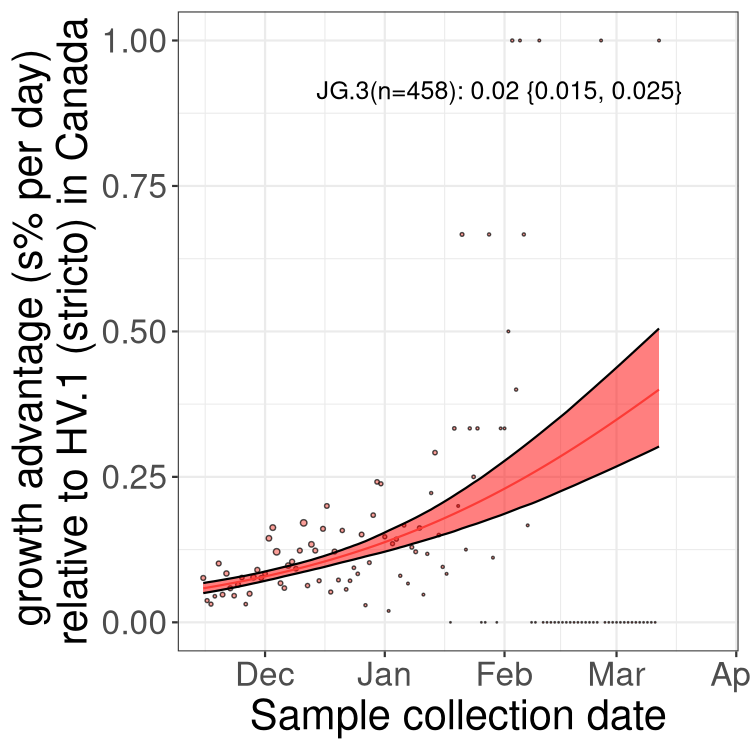 growth advantage (s% per day)
relative to HV.1 (stricto) in Canada
1.00
0.75
0.50
0.25
0.00
JG.3(n=458): 0.02 {0.015, 0.025}
Dec Jan Feb Mar Ap
Sample collection date